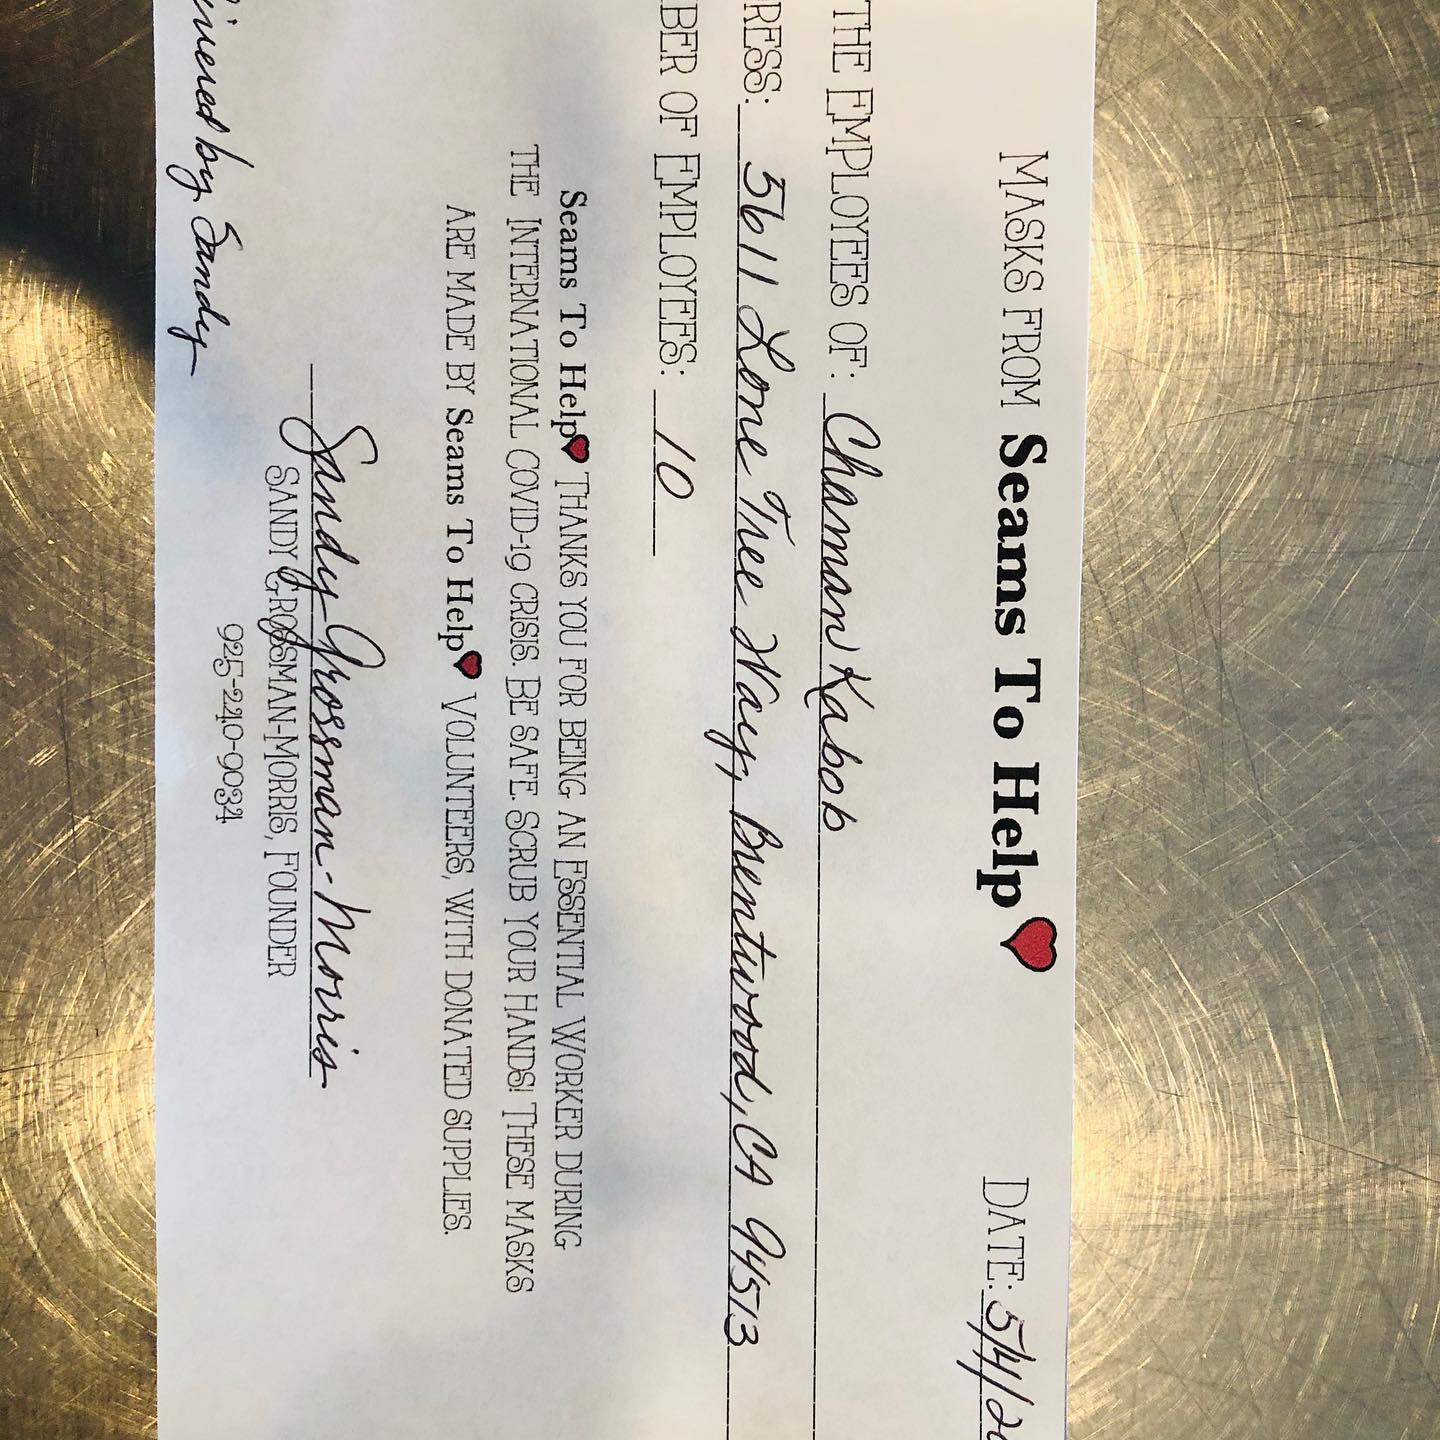 MASKS FROM Seams To Help❤ DATE: 5/4/20
THE EMPLOYEES OF: Chaman Kabob
RESS: 5611 Lone Tree Way, Brentwood, CA 94513
BER OF EMPLOYEES: 10
Seams To Help❤ THANKS YOU FOR BEING AN ESSENTIAL WORKER DURING
THE INTERNATIONAL COVID-19 CRISIS. BE SAFE. SCRUB YOUR HANDS! THESE MASKS
ARE MADE BY Seams To Help❤ VOLUNTEERS, WITH DONATED SUPPLIES.
Sandy Grossman-Morris
SANDY GROSSMAN-MORRIS, FOUNDER
925-240-9034
livered by Sandy